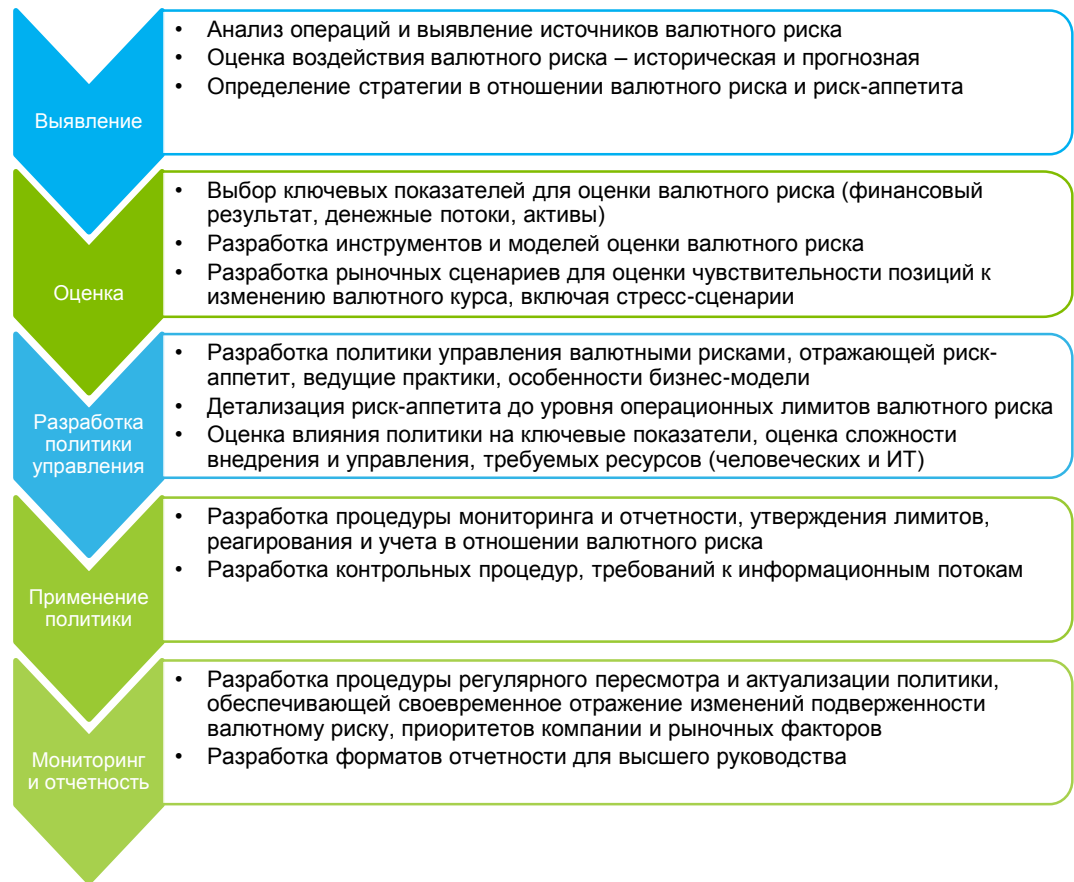 Выявление
• Анализ операций и выявление источников валютного риска
• Оценка воздействия валютного риска – историческая и прогнозная
• Определение стратегии в отношении валютного риска и риск-аппетита
Оценка
• Выбор ключевых показателей для оценки валютного риска (финансовый
результат, денежные потоки, активы)
• Разработка инструментов и моделей оценки валютного риска
• Разработка рыночных сценариев для оценки чувствительности позиций к
изменению валютного курса, включая стресс-сценарии
Разработка
политики
управления
• Разработка политики управления валютными рисками, отражающей риск-
аппетит, ведущие практики, особенности бизнес-модели
• Детализация риск-аппетита до уровня операционных лимитов валютного риска
• Оценка влияния политики на ключевые показатели, оценка сложности
внедрения и управления, требуемых ресурсов (человеческих и ИТ)
Применение
политики
• Разработка процедуры мониторинга и отчетности, утверждения лимитов,
реагирования и учета в отношении валютного риска
• Разработка контрольных процедур, требований к информационным потокам
Мониторинг
и отчетность
• Разработка процедуры регулярного пересмотра и актуализации политики,
обеспечивающей своевременное отражение изменений подверженности
валютному риску, приоритетов компании и рыночных факторов
• Разработка форматов отчетности для высшего руководства